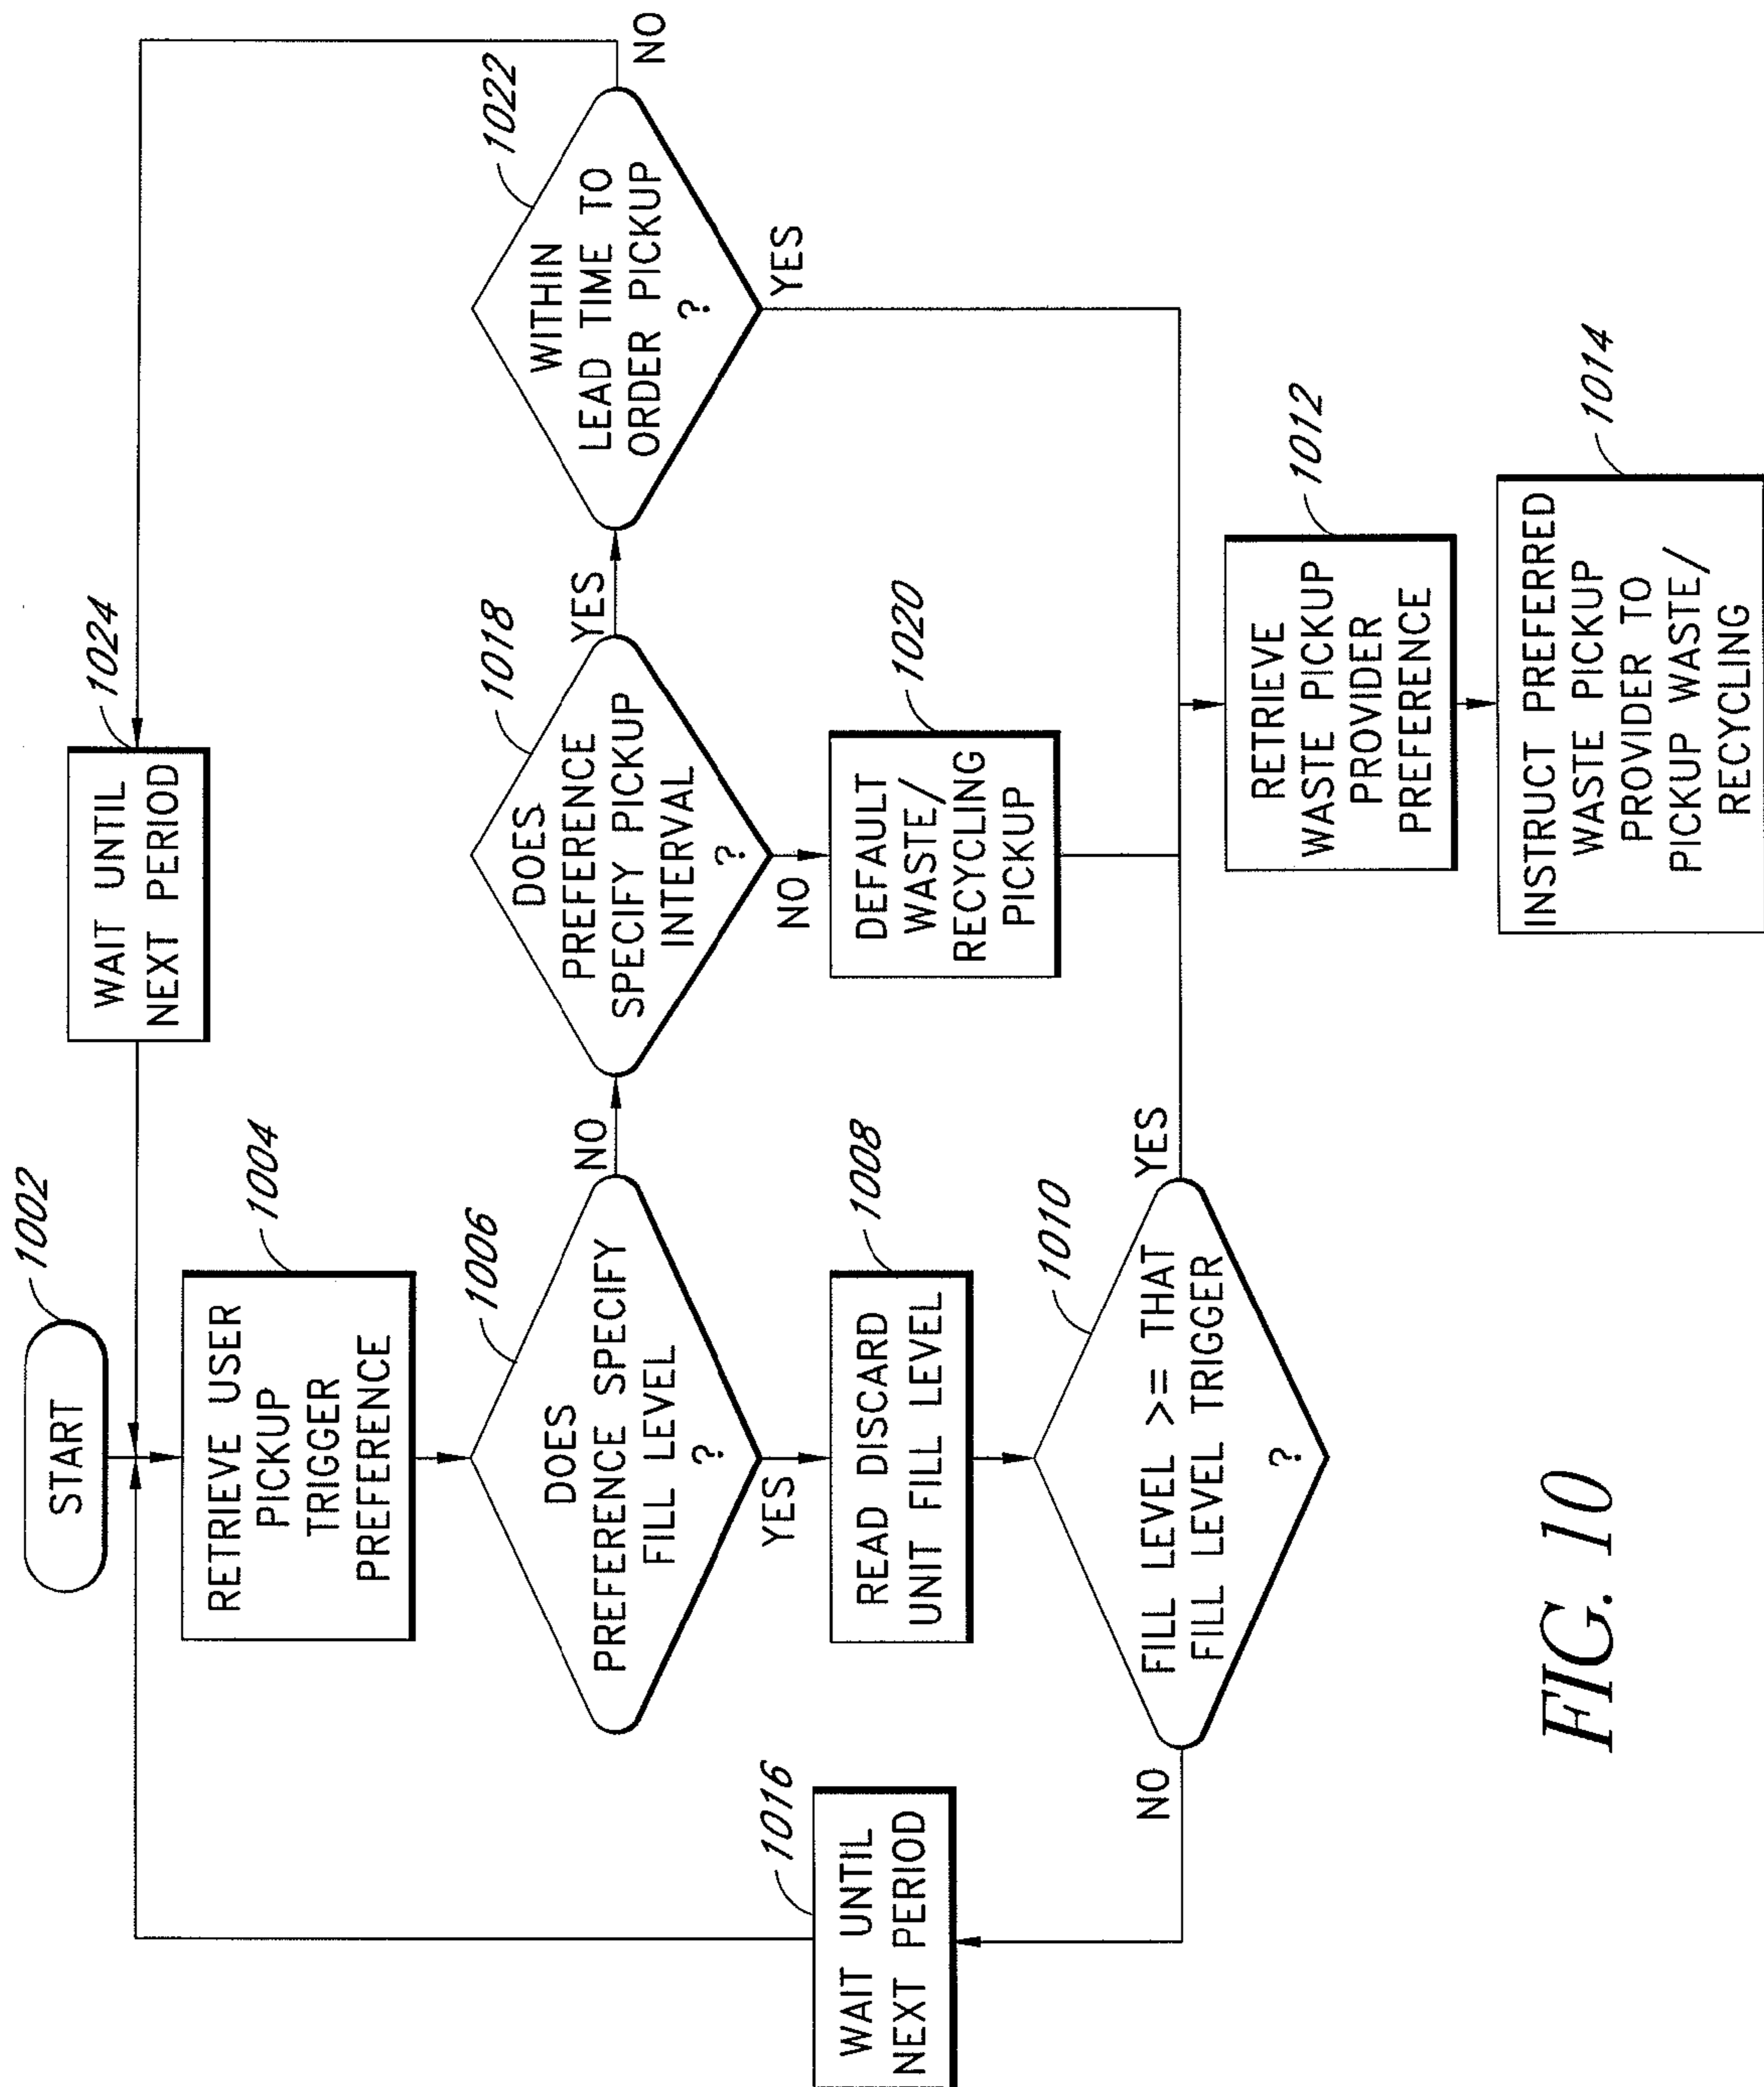 1002
START
1004
RETRIEVE USER
PICKUP
TRIGGER
PREFERENCE
1006
DOES
PREFERENCE SPECIFY
FILL LEVEL
?
YES
NO
1008
READ DISCARD
UNIT FILL LEVEL
1010
FILL LEVEL >= THAT
FILL LEVEL TRIGGER
?
NO
YES
1016
WAIT UNTIL
NEXT PERIOD
1024
WAIT UNTIL
NEXT PERIOD
1018
DOES
PREFERENCE
SPECIFY PICKUP
INTERVAL
?
NO
YES
1020
DEFAULT
WASTE/
RECYCLING
PICKUP
1022
WITHIN
LEAD TIME TO
ORDER PICKUP
?
YES
NO
1012
RETRIEVE
WASTE PICKUP
PROVIDER
PREFERENCE
1014
INSTRUCT PREFERRED
WASTE PICKUP
PROVIDER TO
PICKUP WASTE/
RECYCLING
FIG. 10